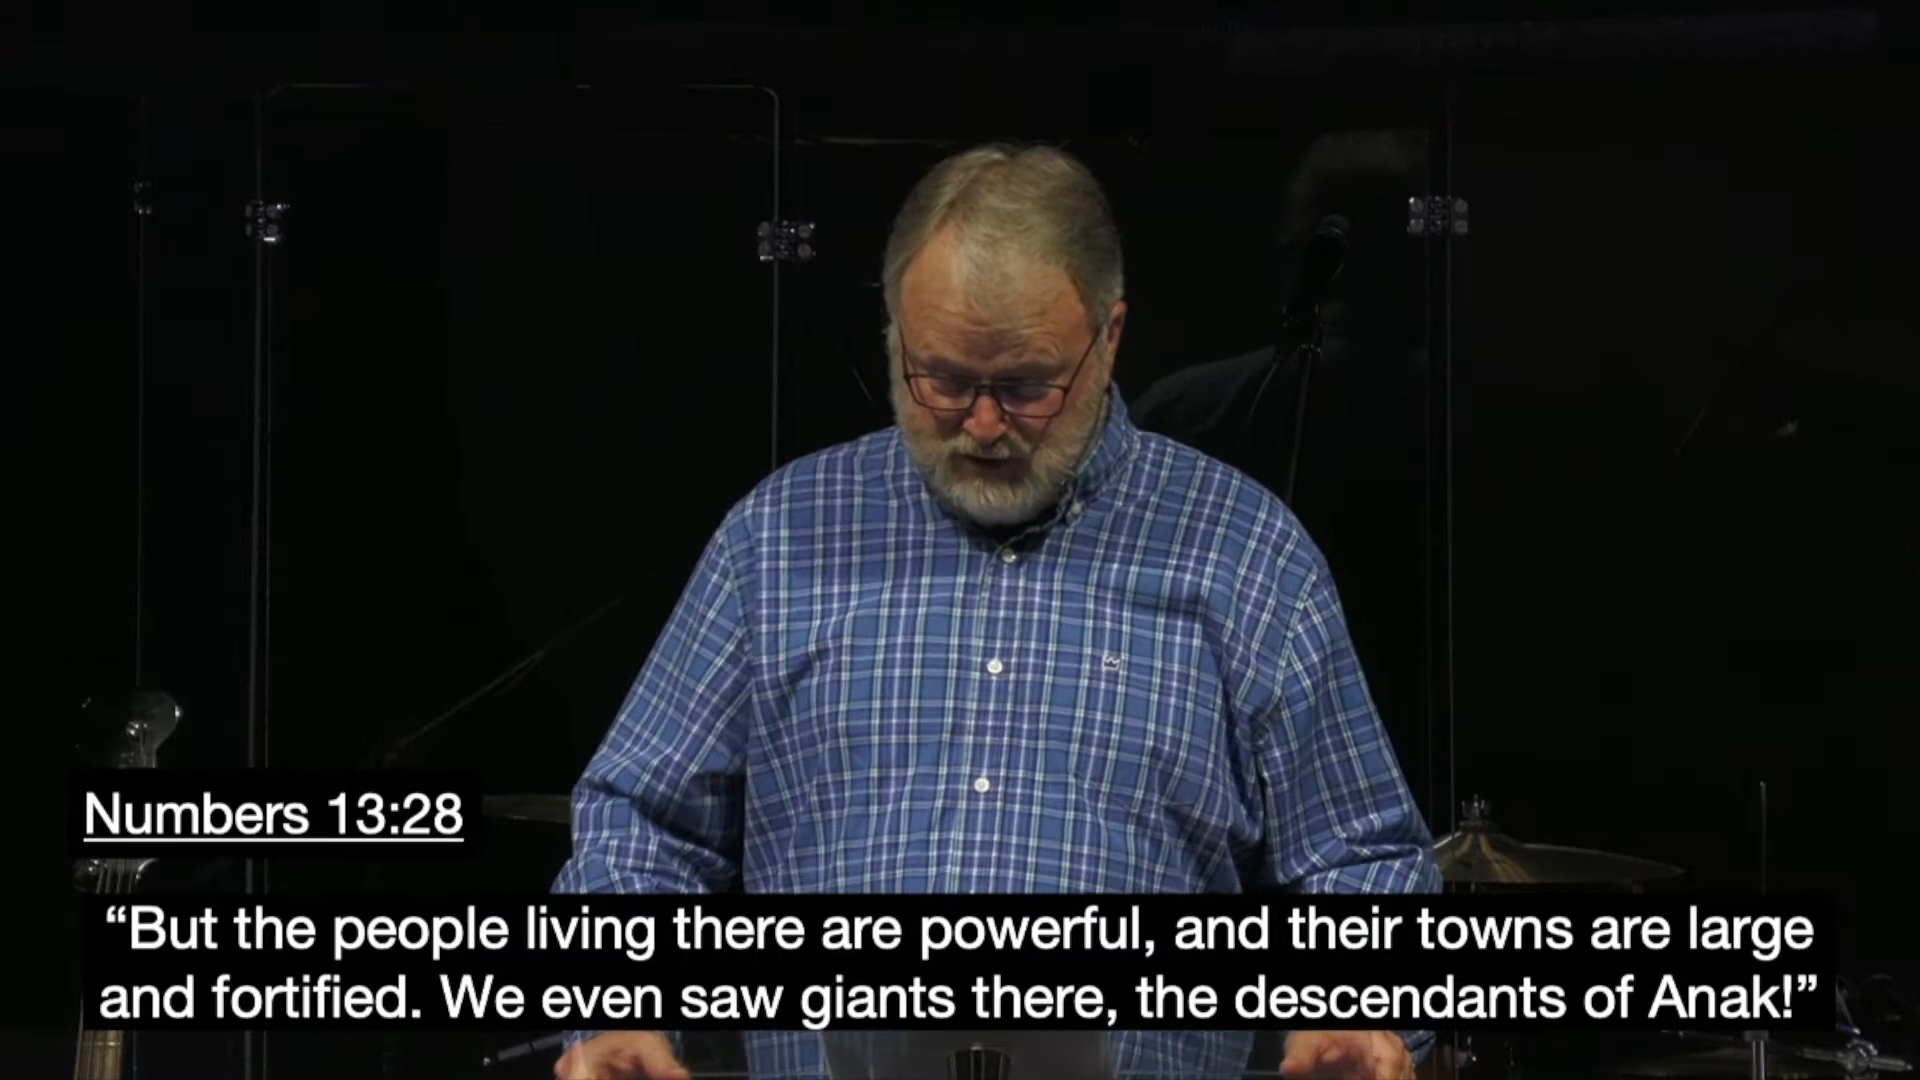 Numbers 13:28
“But the people living there are powerful, and their towns are large
and fortified. We even saw giants there, the descendants of Anak!”